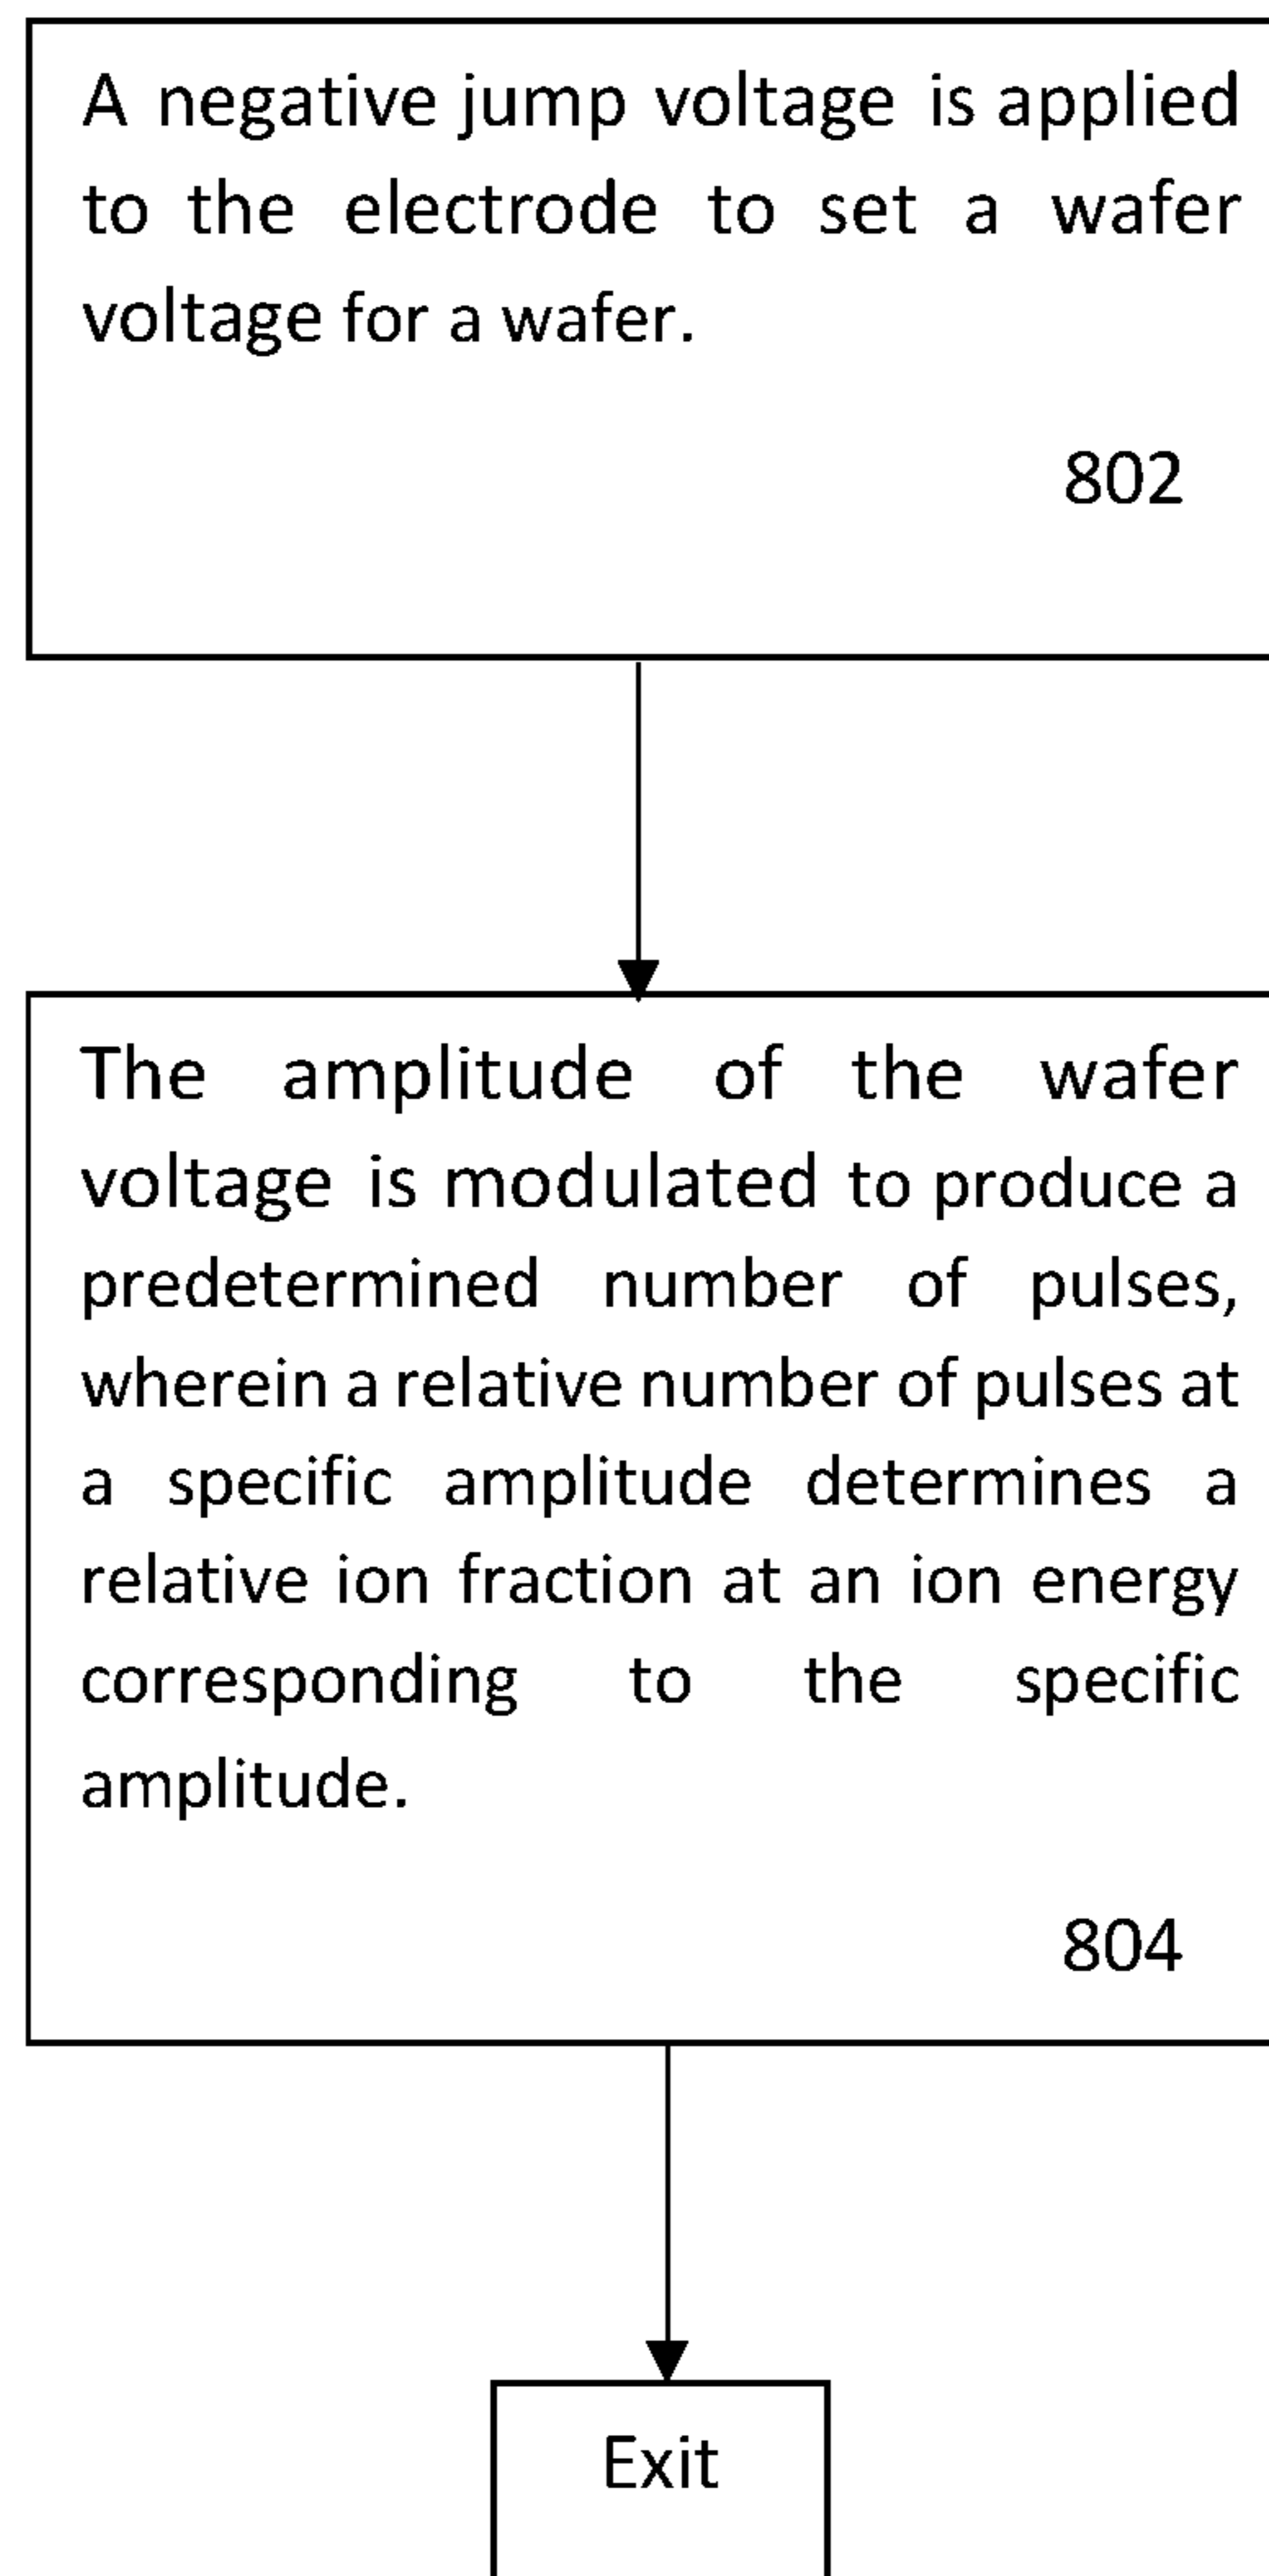 A negative jump voltage is applied
to the electrode to set a wafer
voltage for a wafer.
802
The amplitude of the wafer
voltage is modulated to produce a
predetermined number of pulses,
wherein a relative number of pulses at
a specific amplitude determines a
relative ion fraction at an ion energy
corresponding to the specific
amplitude.
804
Exit